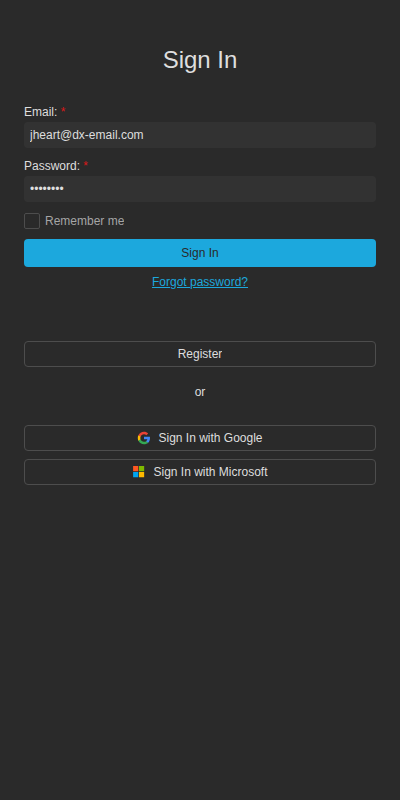 Sign In
Email: *
jheart@dx-email.com
Password: *
••••••••
Remember me
Sign In
Forgot password?
Register
or
Sign In with Google
Sign In with Microsoft